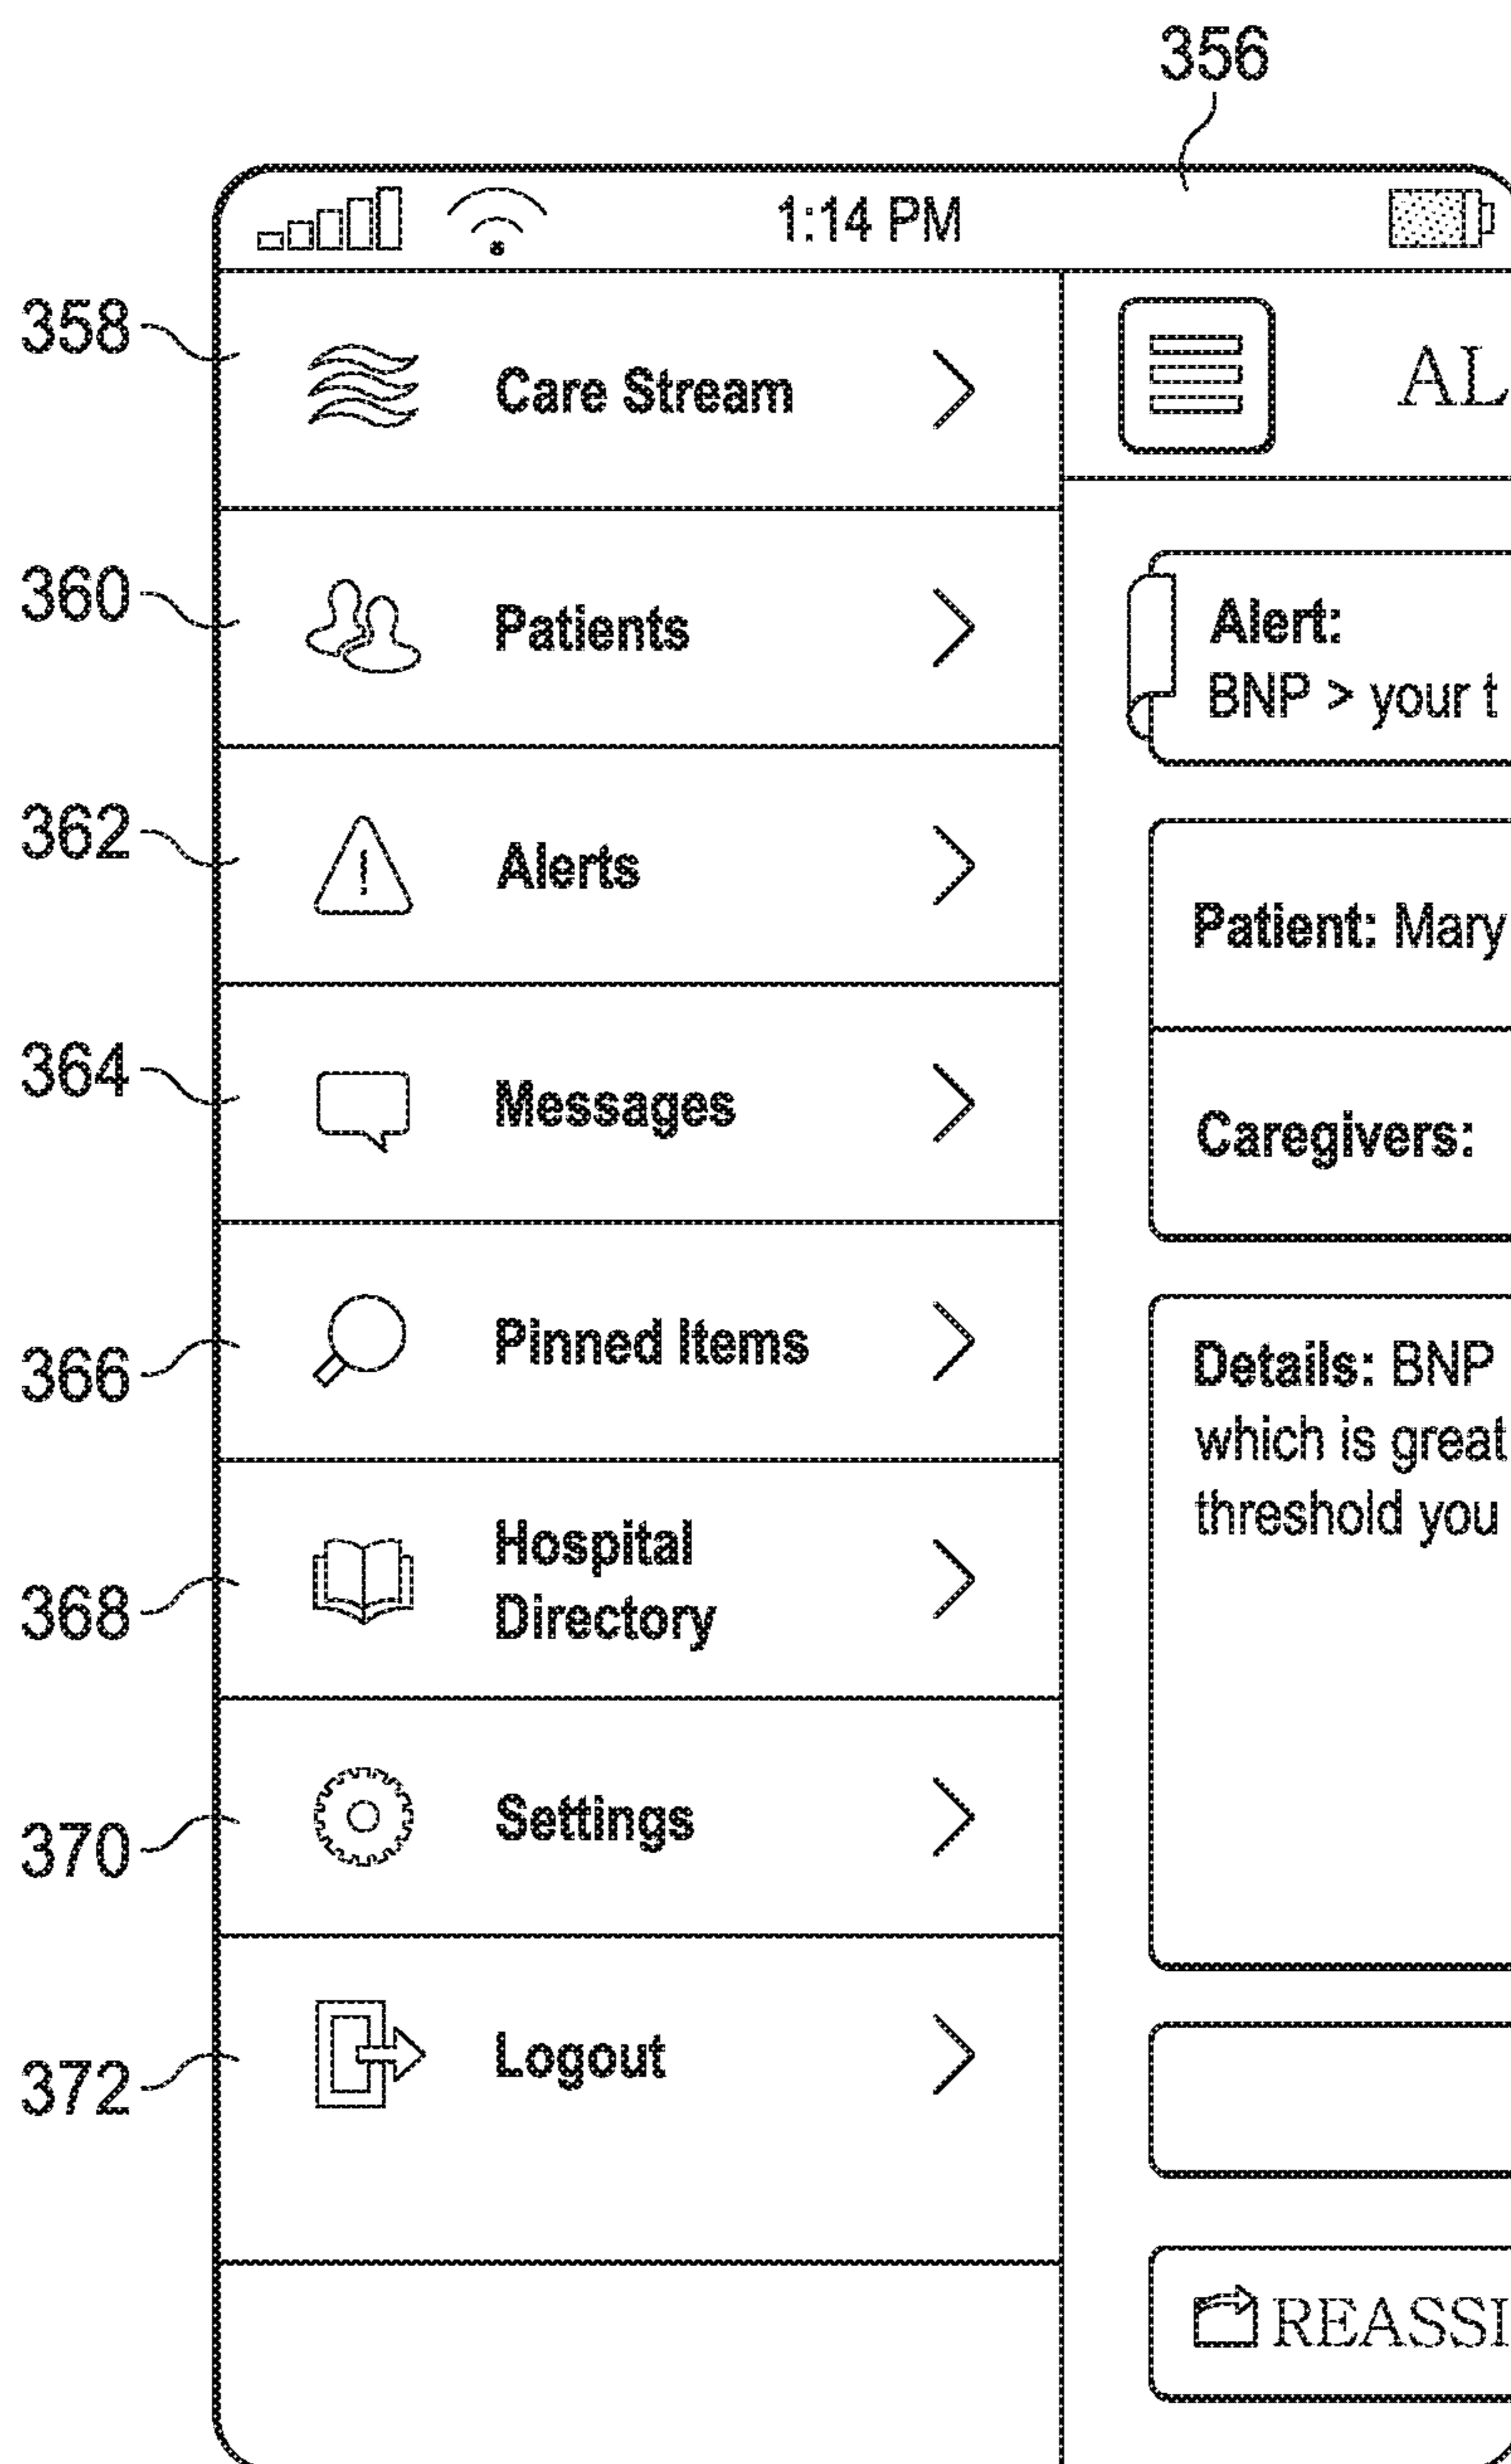 356
1:14 PM
358
Care Stream
360
Patients
362
Alerts
364
Messages
366
Pinned Items
368
Hospital
Directory
370
Settings
372
Logout
AL
Alert:
BNP > your t
Patient: Mary
Caregivers:
Details: BNP
which is great
threshold you
REASSI